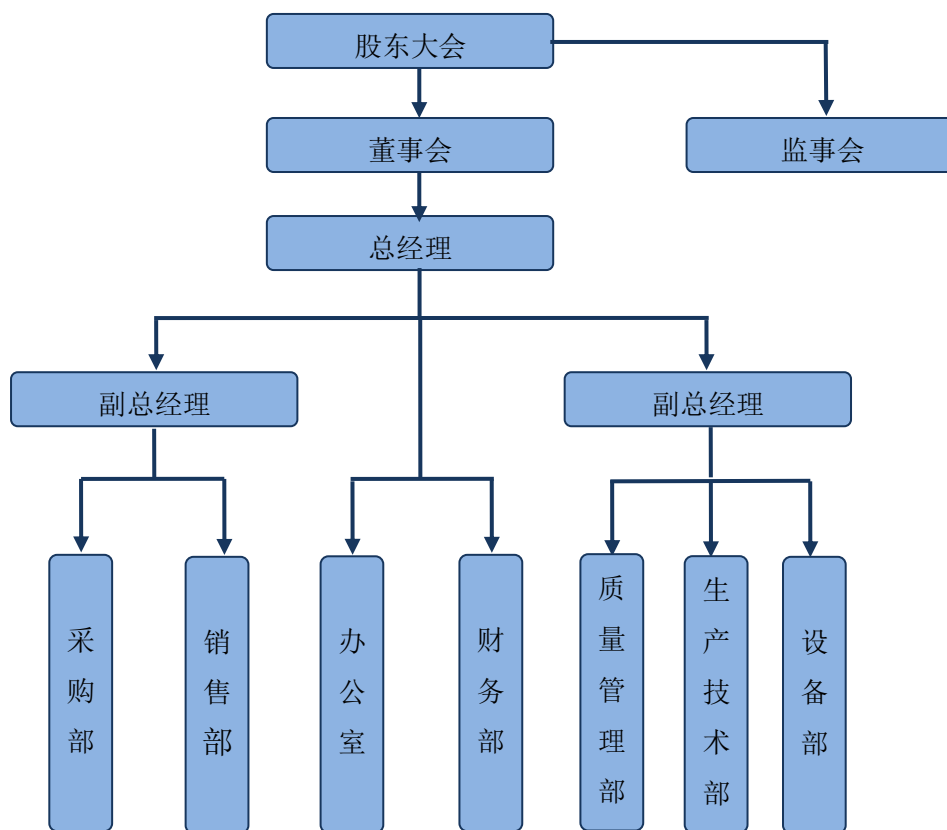 股东大会
董事会
监事会
总经理
副总经理
副总经理
采购部
销售部
办公室
财务部
质量管理部
生产技术部
设备部